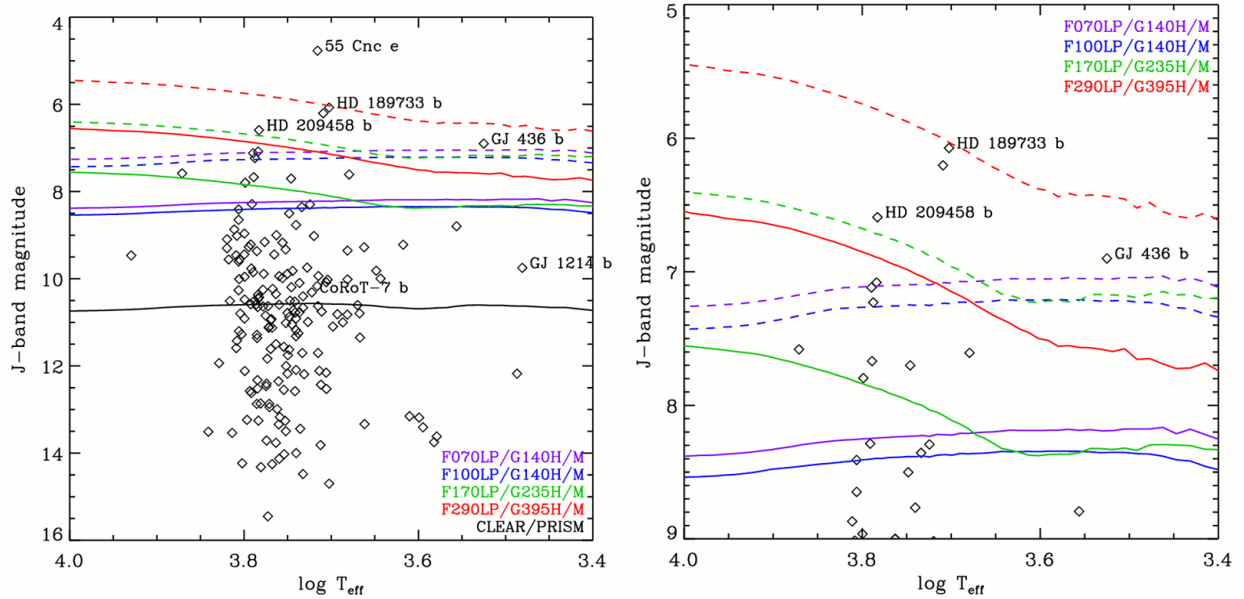 4
6
8
10
12
14
16
J-band magnitude
55 Cnc e
HD 189733 b
HD 209458 b
GJ 436 b
GJ 1214 b
CoRoT-7 b
F070LP/G140H/M
F100LP/G140H/M
F170LP/G235H/M
F290LP/G395H/M
CLEAR/PRISM
4.0 3.8 3.6 3.4
log Teff
5
6
7
8
9
J-band magnitude
F070LP/G140H/M
F100LP/G140H/M
F170LP/G235H/M
F290LP/G395H/M
HD 189733 b
HD 209458 b
GJ 436 b
4.0 3.8 3.6 3.4
log Teff